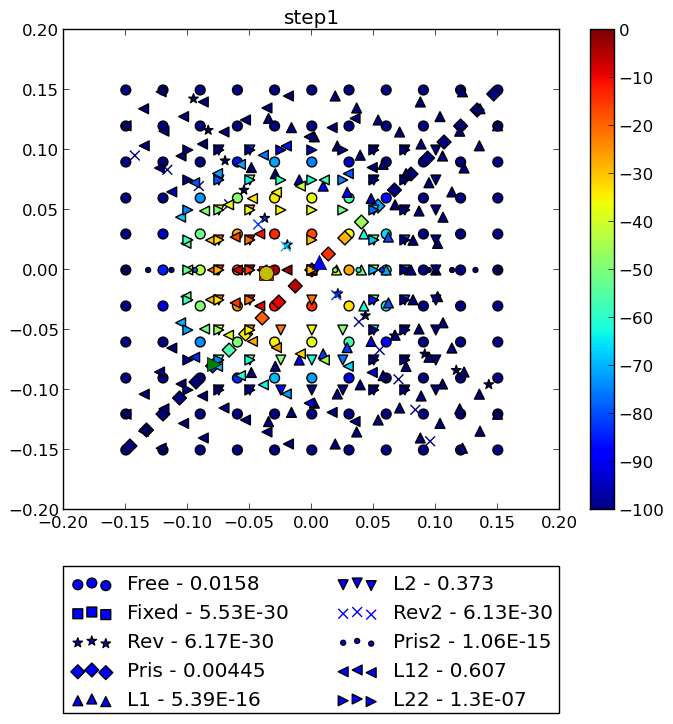 step1
0.20
0.15
0.10
0.05
0.00
−0.05
−0.10
−0.15
−0.20
−0.20 −0.15 −0.10 −0.05 0.00 0.05 0.10 0.15 0.20
0
−10
−20
−30
−40
−50
−60
−70
−80
−90
−100
Free - 0.0158
Fixed - 5.53E-30
Rev - 6.17E-30
Pris - 0.00445
L1 - 5.39E-16
L2 - 0.373
Rev2 - 6.13E-30
Pris2 - 1.06E-15
L12 - 0.607
L22 - 1.3E-07